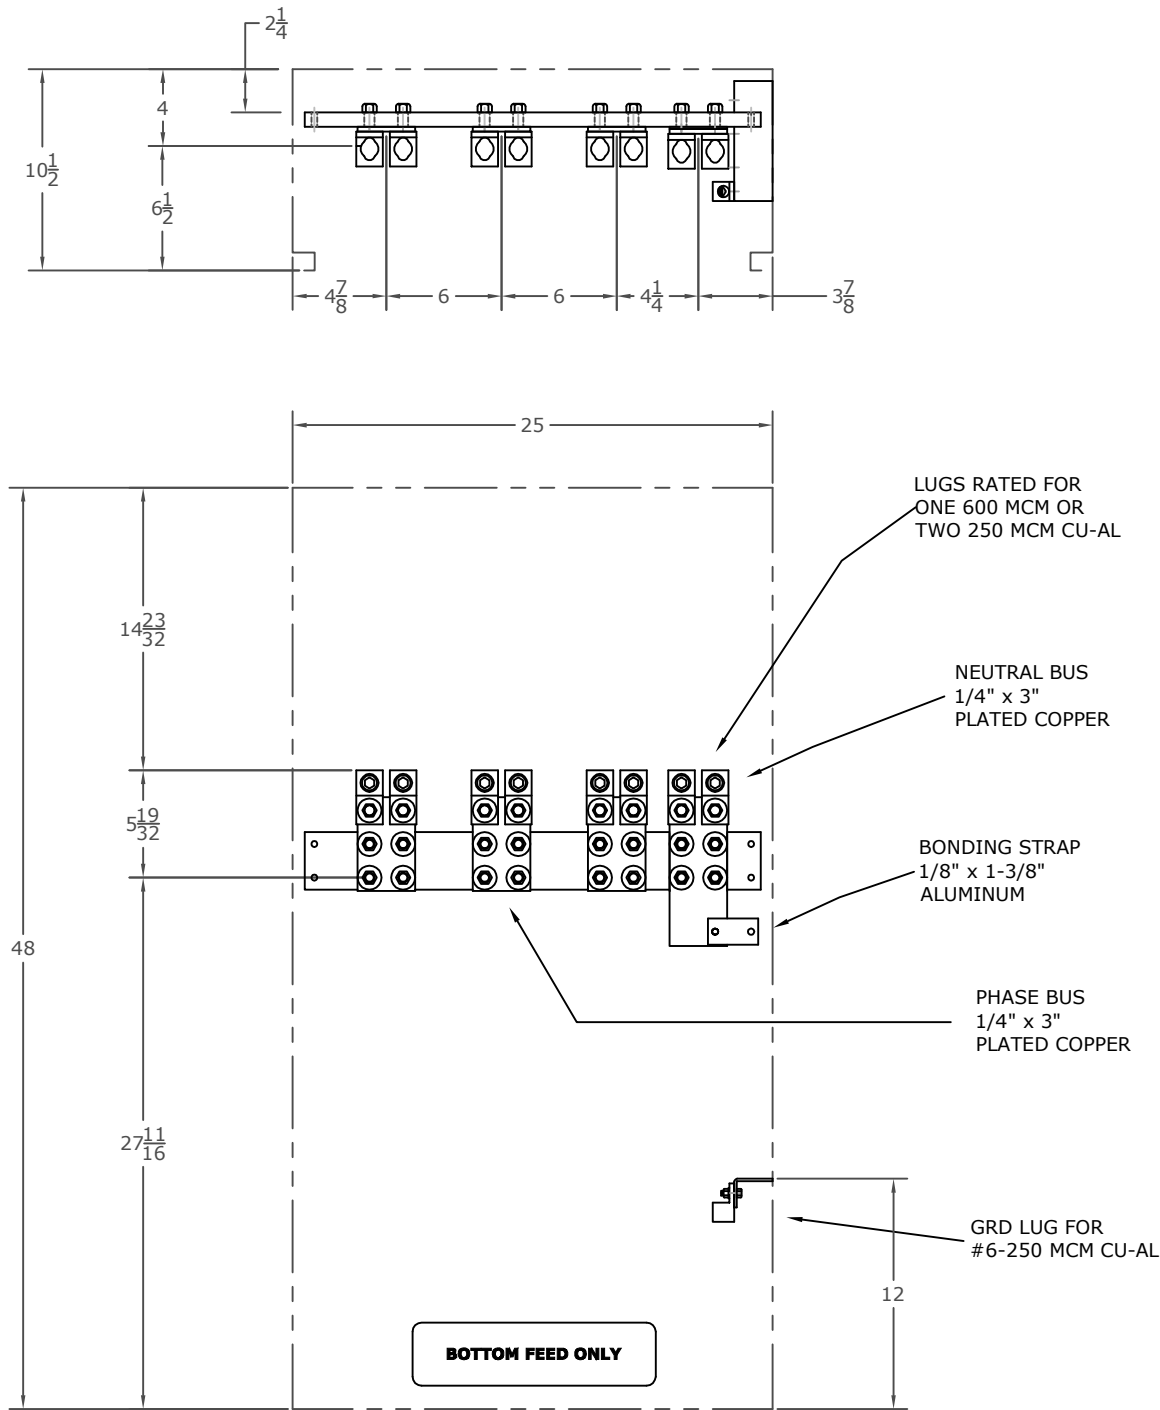 2 1/4
4
10 1/2
6 1/2
4 7/8
6
6
4 1/4
3 7/8
25
LUGS RATED FOR
ONE 600 MCM OR
TWO 250 MCM CU-AL
14 23/32
NEUTRAL BUS
1/4" x 3"
PLATED COPPER
5 19/32
BONDING STRAP
1/8" x 1-3/8"
ALUMINUM
48
PHASE BUS
1/4" x 3"
PLATED COPPER
27 11/16
GRD LUG FOR
#6-250 MCM CU-AL
12
BOTTOM FEED ONLY